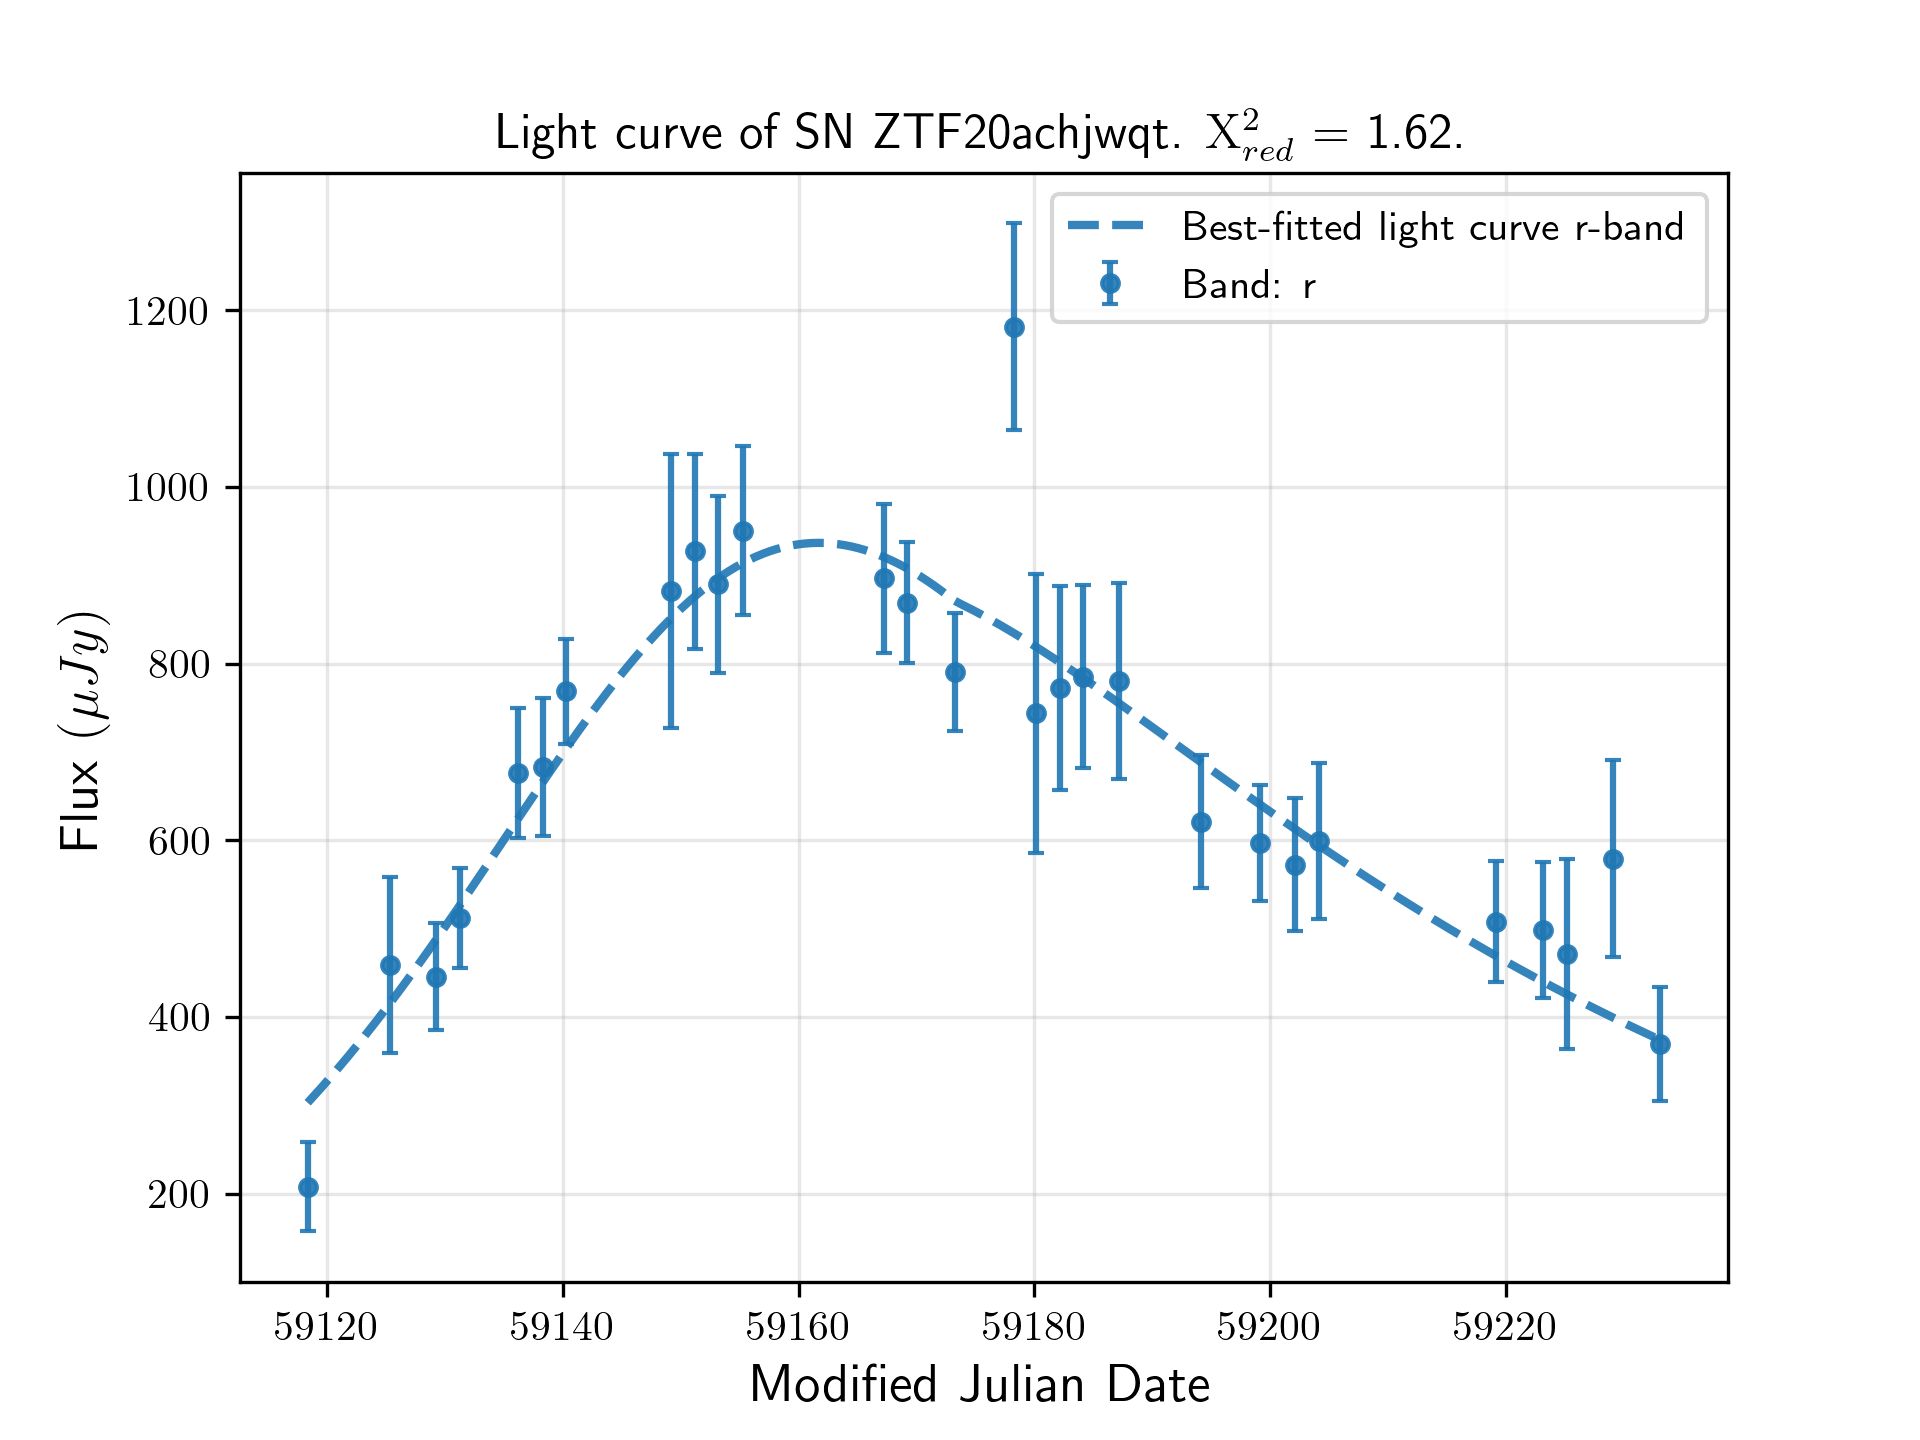 Light curve of SN ZTF20achjwqt. X²_red = 1.62.
Best-fitted light curve r-band
Band: r
1200
1000
800
600
400
200
Flux (μJy)
59120 59140 59160 59180 59200 59220
Modified Julian Date